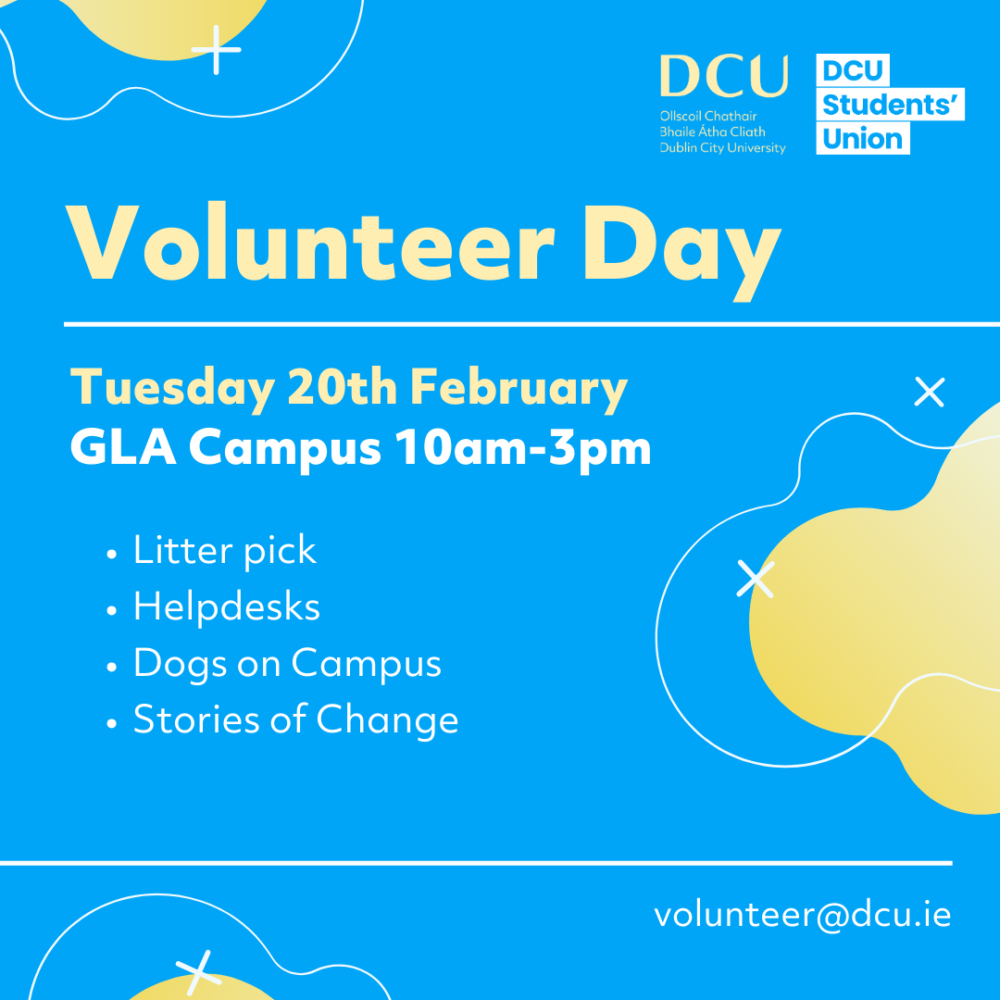 DCU
Ollscoil Chathair
Bhaile Átha Cliath
Dublin City University
DCU
Students'
Union
Volunteer Day
Tuesday 20th February
GLA Campus 10am-3pm
• Litter pick
• Helpdesks
• Dogs on Campus
• Stories of Change
volunteer@dcu.ie